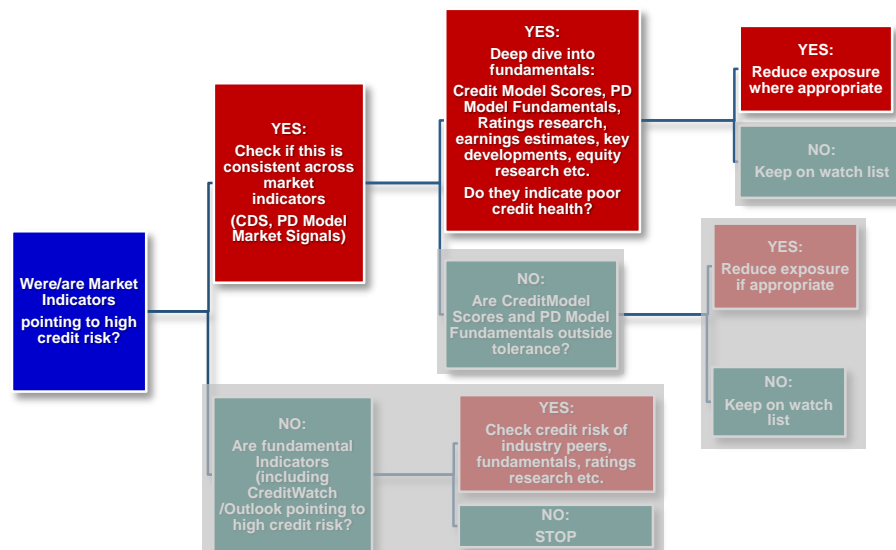 Were/are Market
Indicators
pointing to high
credit risk?
YES:
Check if this is
consistent across
market
indicators
(CDS, PD Model
Market Signals)
YES:
Deep dive into
fundamentals:
Credit Model Scores, PD
Model Fundamentals,
Ratings research,
earnings estimates, key
developments, equity
research etc.
Do they indicate poor
credit health?
YES:
Reduce exposure
where appropriate
NO:
Keep on watch list
NO:
Are CreditModel
Scores and PD Model
Fundamentals outside
tolerance?
YES:
Reduce exposure
if appropriate
NO:
Keep on watch
list
NO:
Are fundamental
Indicators
(including
CreditWatch
/Outlook pointing to
high credit risk?
YES:
Check credit risk of
industry peers,
fundamentals, ratings
research etc.
NO:
STOP